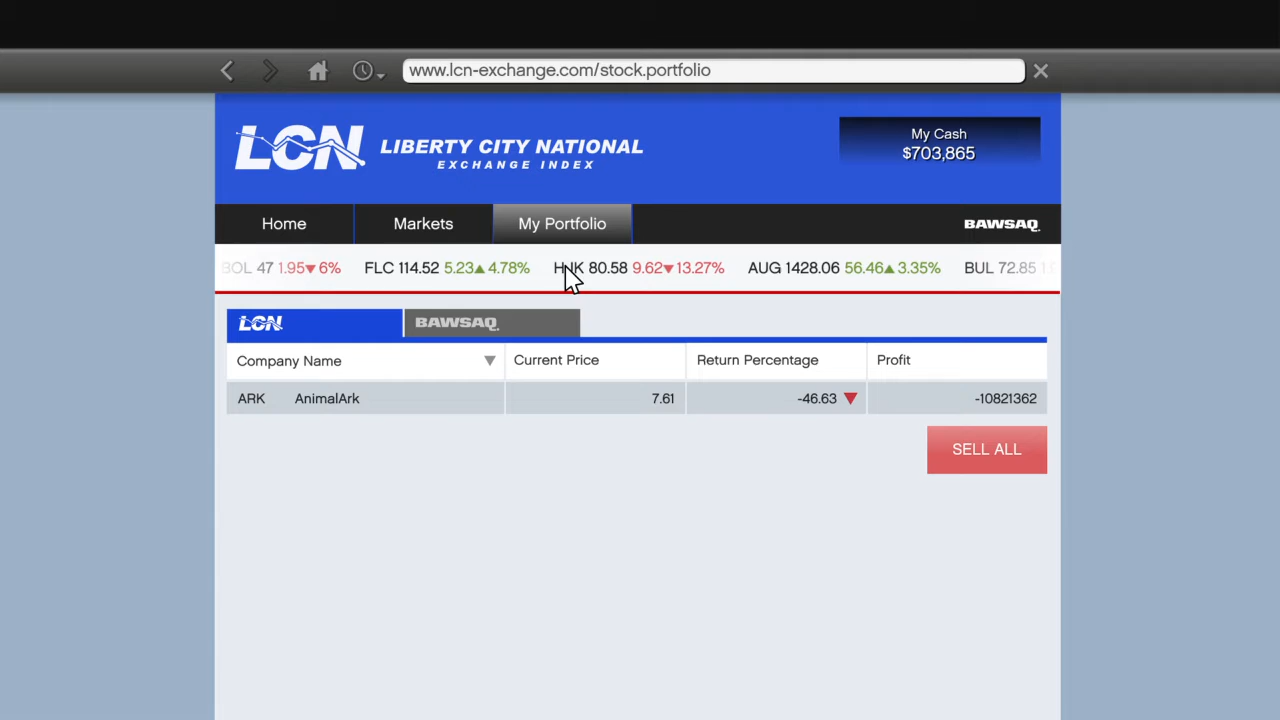 www.lcn-exchange.com/stock.portfolio
LCN LIBERTY CITY NATIONAL
EXCHANGE INDEX
My Cash
$703,865
Home Markets My Portfolio BAWSAQ
BOL 47 1.95▼6% FLC 114.52 5.23▲4.78% HJK 80.58 9.62▼13.27% AUG 1428.06 56.46▲3.35% BUL 72.85
LCN BAWSAQ
Company Name ▼ Current Price Return Percentage Profit
ARK AnimalArk 7.61 -46.63 ▼ -10821362
SELL ALL